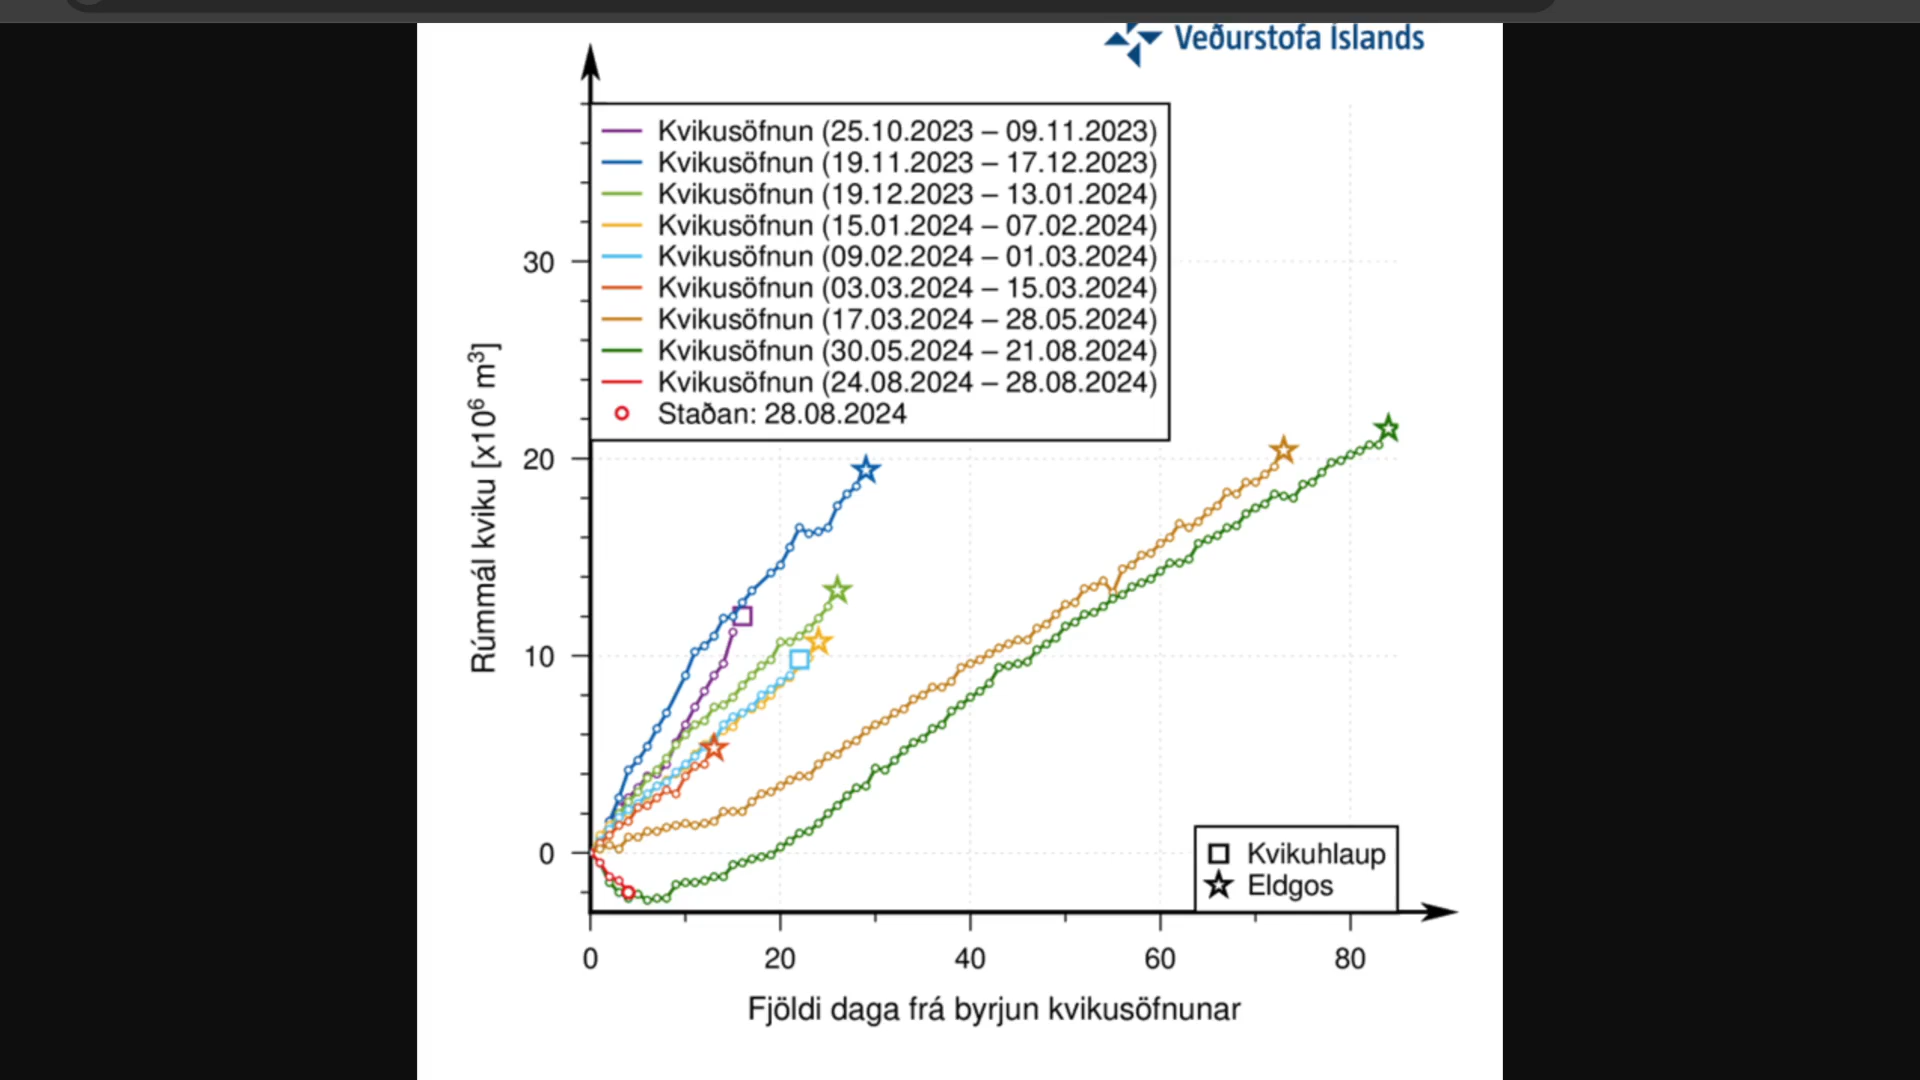 Veðurstofa Íslands
Kvikusöfnun (25.10.2023 – 09.11.2023)
Kvikusöfnun (19.11.2023 – 17.12.2023)
Kvikusöfnun (19.12.2023 – 13.01.2024)
Kvikusöfnun (15.01.2024 – 07.02.2024)
Kvikusöfnun (09.02.2024 – 01.03.2024)
Kvikusöfnun (03.03.2024 – 15.03.2024)
Kvikusöfnun (17.03.2024 – 28.05.2024)
Kvikusöfnun (30.05.2024 – 21.08.2024)
Kvikusöfnun (24.08.2024 – 28.08.2024)
Staðan: 28.08.2024
Rúmmál kviku [x10⁶ m³]
30
20
10
0
Kvikuhlaup
Eldgos
0 20 40 60 80
Fjöldi daga frá byrjun kvikusöfnunar